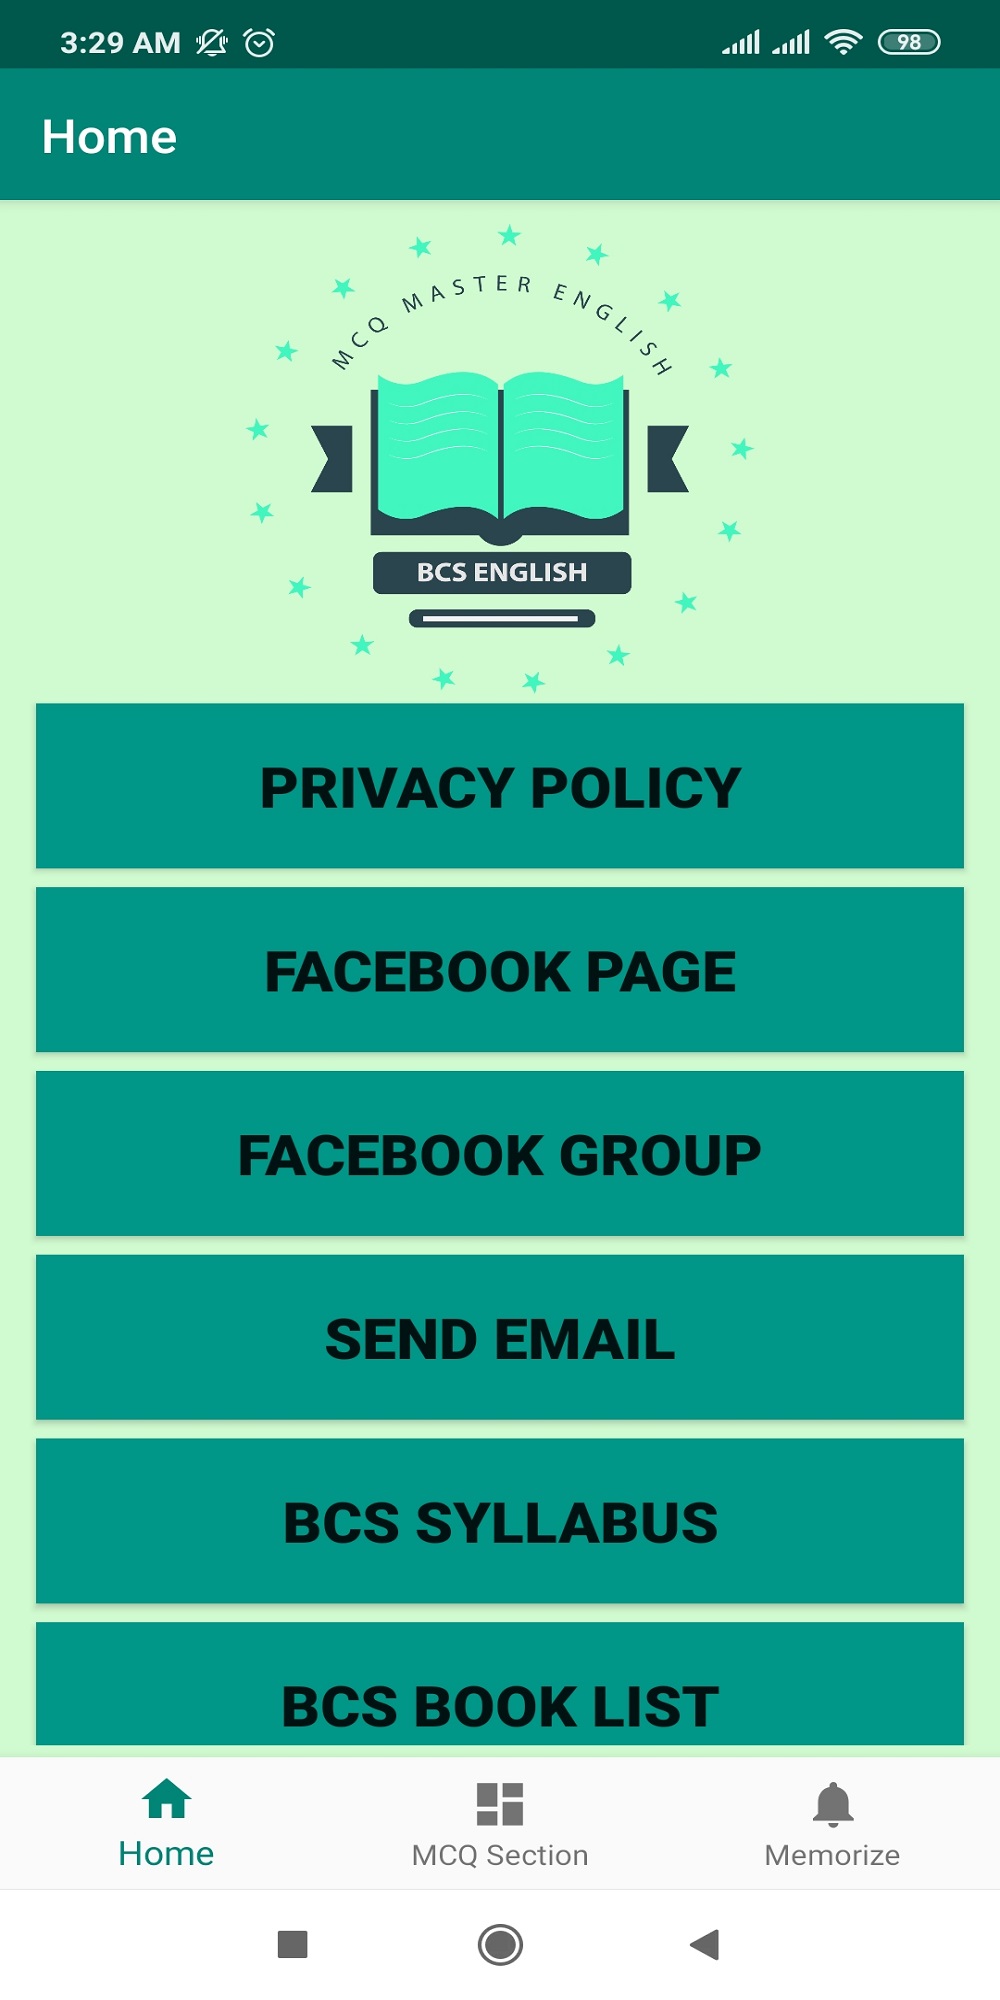 3:29 AM 98
Home
MCQ MASTER ENGLISH
BCS ENGLISH
PRIVACY POLICY
FACEBOOK PAGE
FACEBOOK GROUP
SEND EMAIL
BCS SYLLABUS
BCS BOOK LIST
Home MCQ Section Memorize